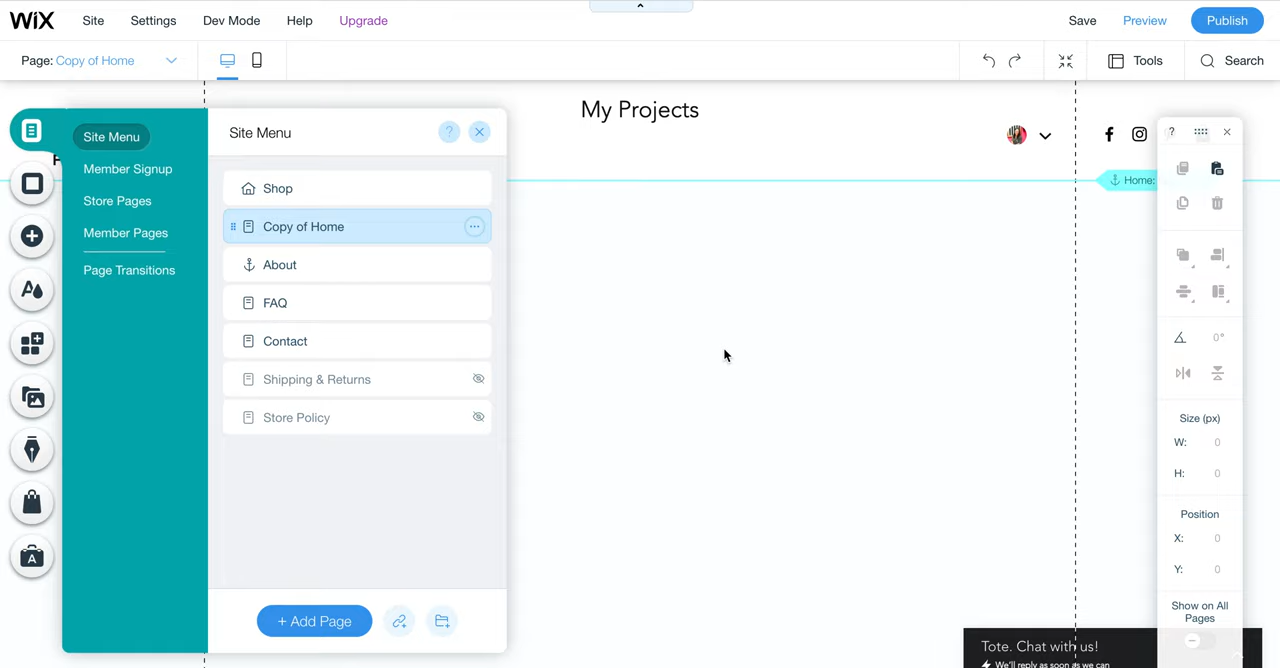 WiX Site Settings Dev Mode Help Upgrade Save Preview Publish
Page: Copy of Home Tools Search
My Projects
Site Menu
Member Signup
Store Pages
Member Pages
Page Transitions
Site Menu ?
Shop
Copy of Home
About
FAQ
Contact
Shipping & Returns
Store Policy
+ Add Page
Home:
?
0°
Size (px)
W: 0
H: 0
Position
X: 0
Y: 0
Show on All
Pages
Tote. Chat with us!
We'll reply as soon as we can